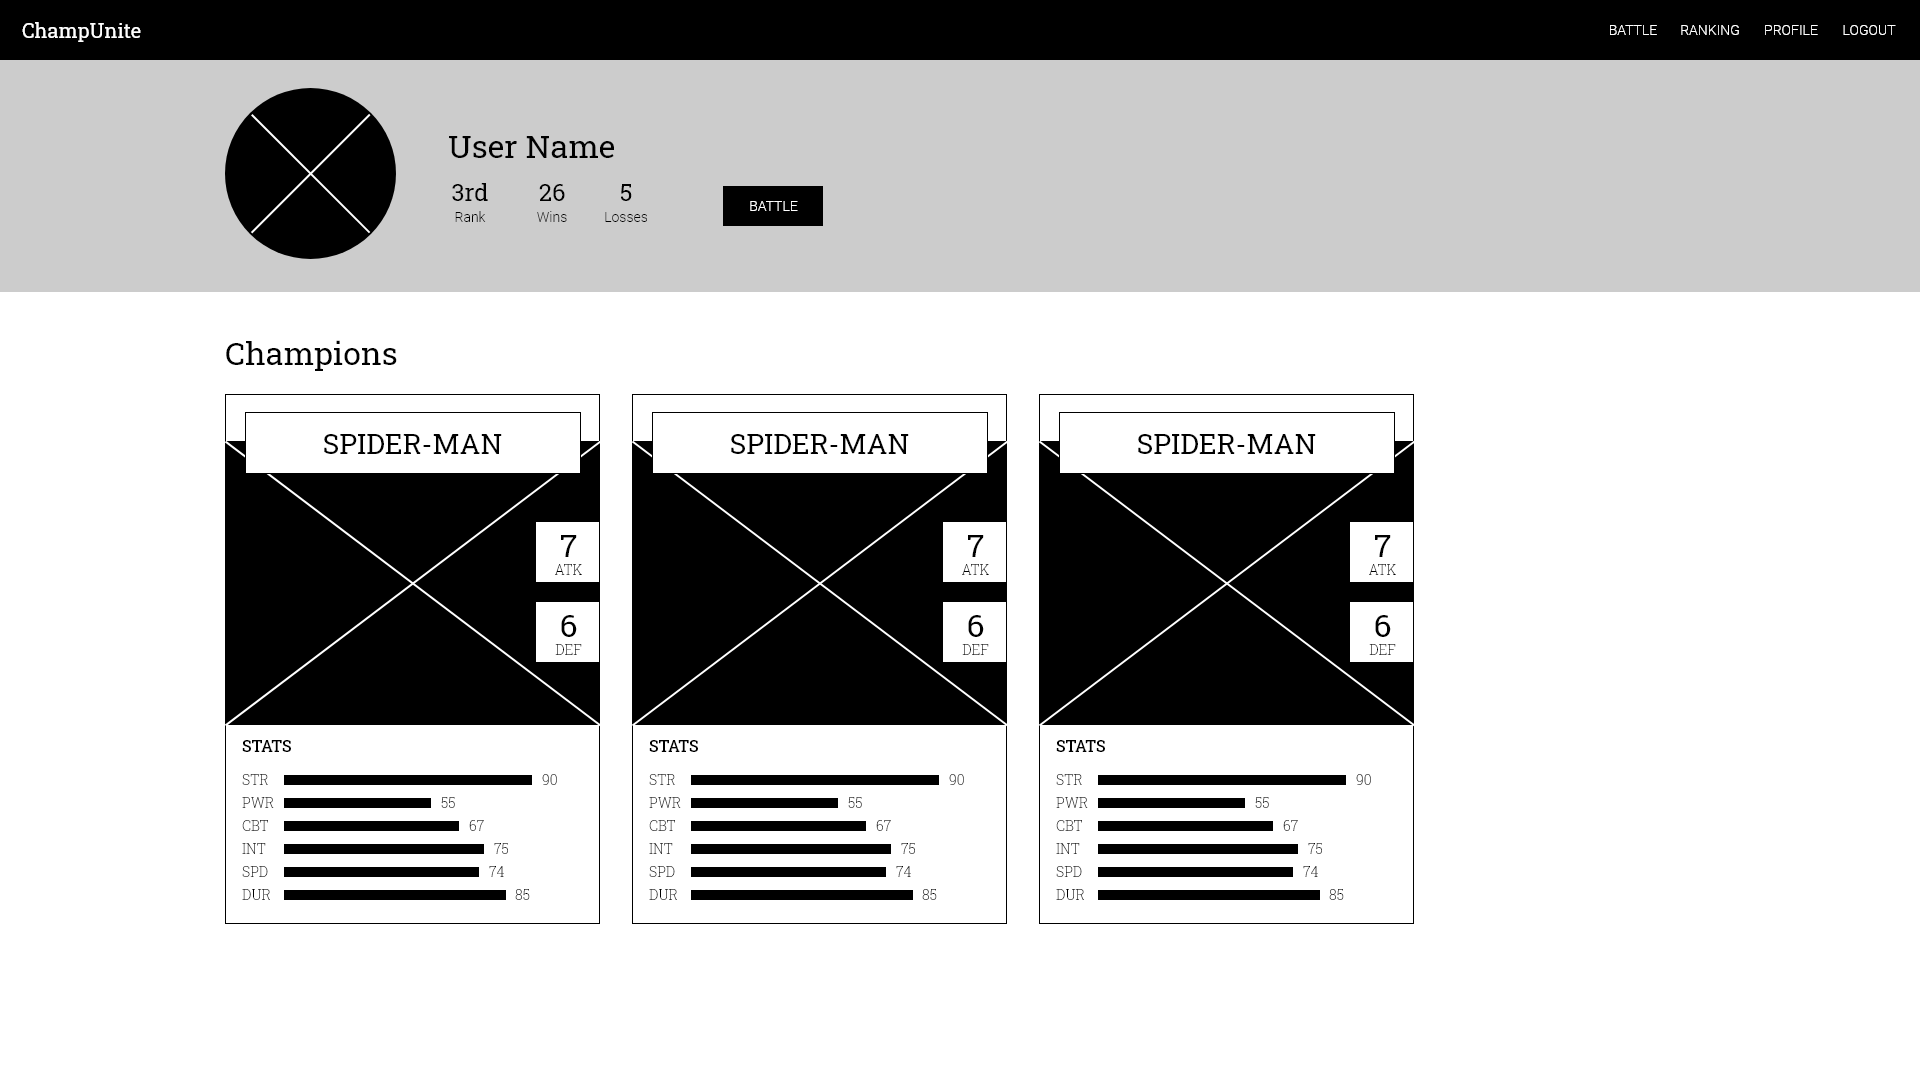 ChampUnite BATTLE RANKING PROFILE LOGOUT
User Name
3rd 26 5
Rank Wins Losses
BATTLE
Champions
SPIDER-MAN
7
ATK
6
DEF
STATS
STR 90
PWR 55
CBT 67
INT 75
SPD 74
DUR 85
SPIDER-MAN
7
ATK
6
DEF
STATS
STR 90
PWR 55
CBT 67
INT 75
SPD 74
DUR 85
SPIDER-MAN
7
ATK
6
DEF
STATS
STR 90
PWR 55
CBT 67
INT 75
SPD 74
DUR 85